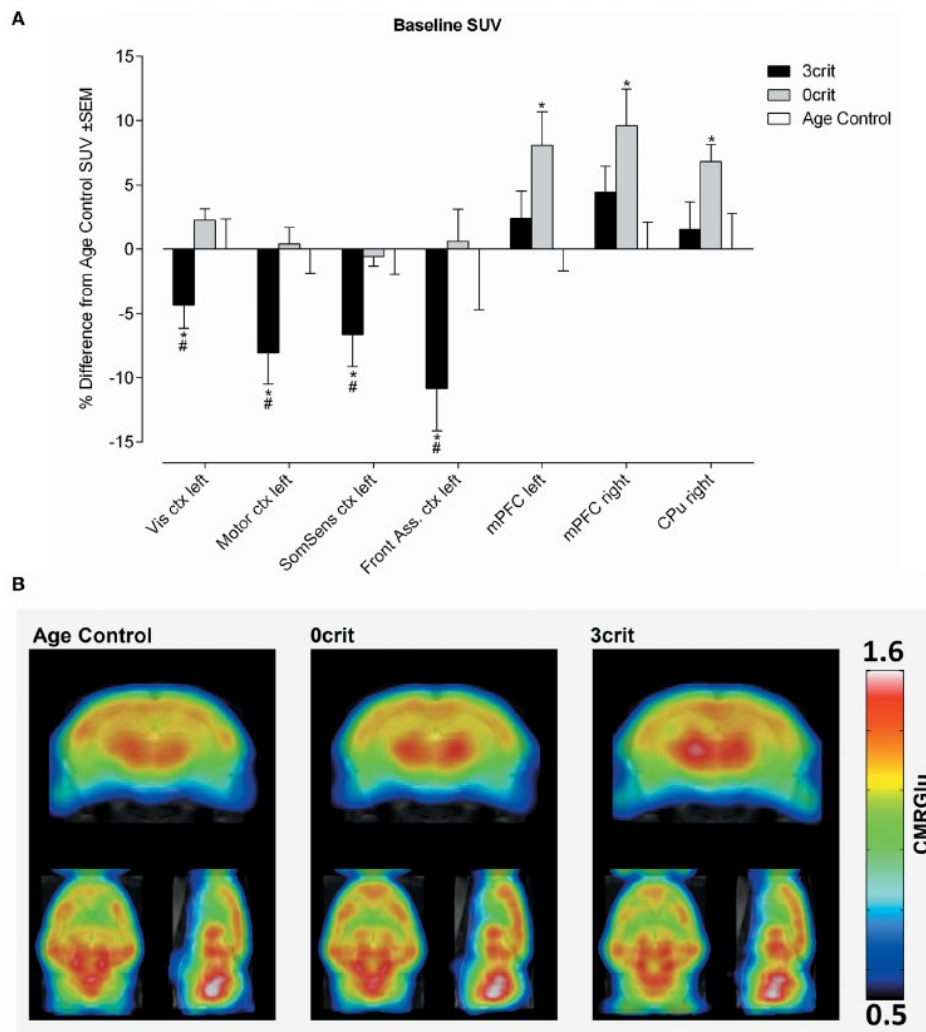 A
Baseline SUV
% Difference from Age Control SUV ±SEM
15
10
5
0
-5
-10
-15
3crit
0crit
Age Control
*
#
*
#
*
#
*
#
*
*
*
Vis ctx left
Motor ctx left
SomSens ctx left
Front Ass. ctx left
mPFC left
mPFC right
CPu right
B
Age Control
0crit
3crit
1.6
CMRGlu
0.5